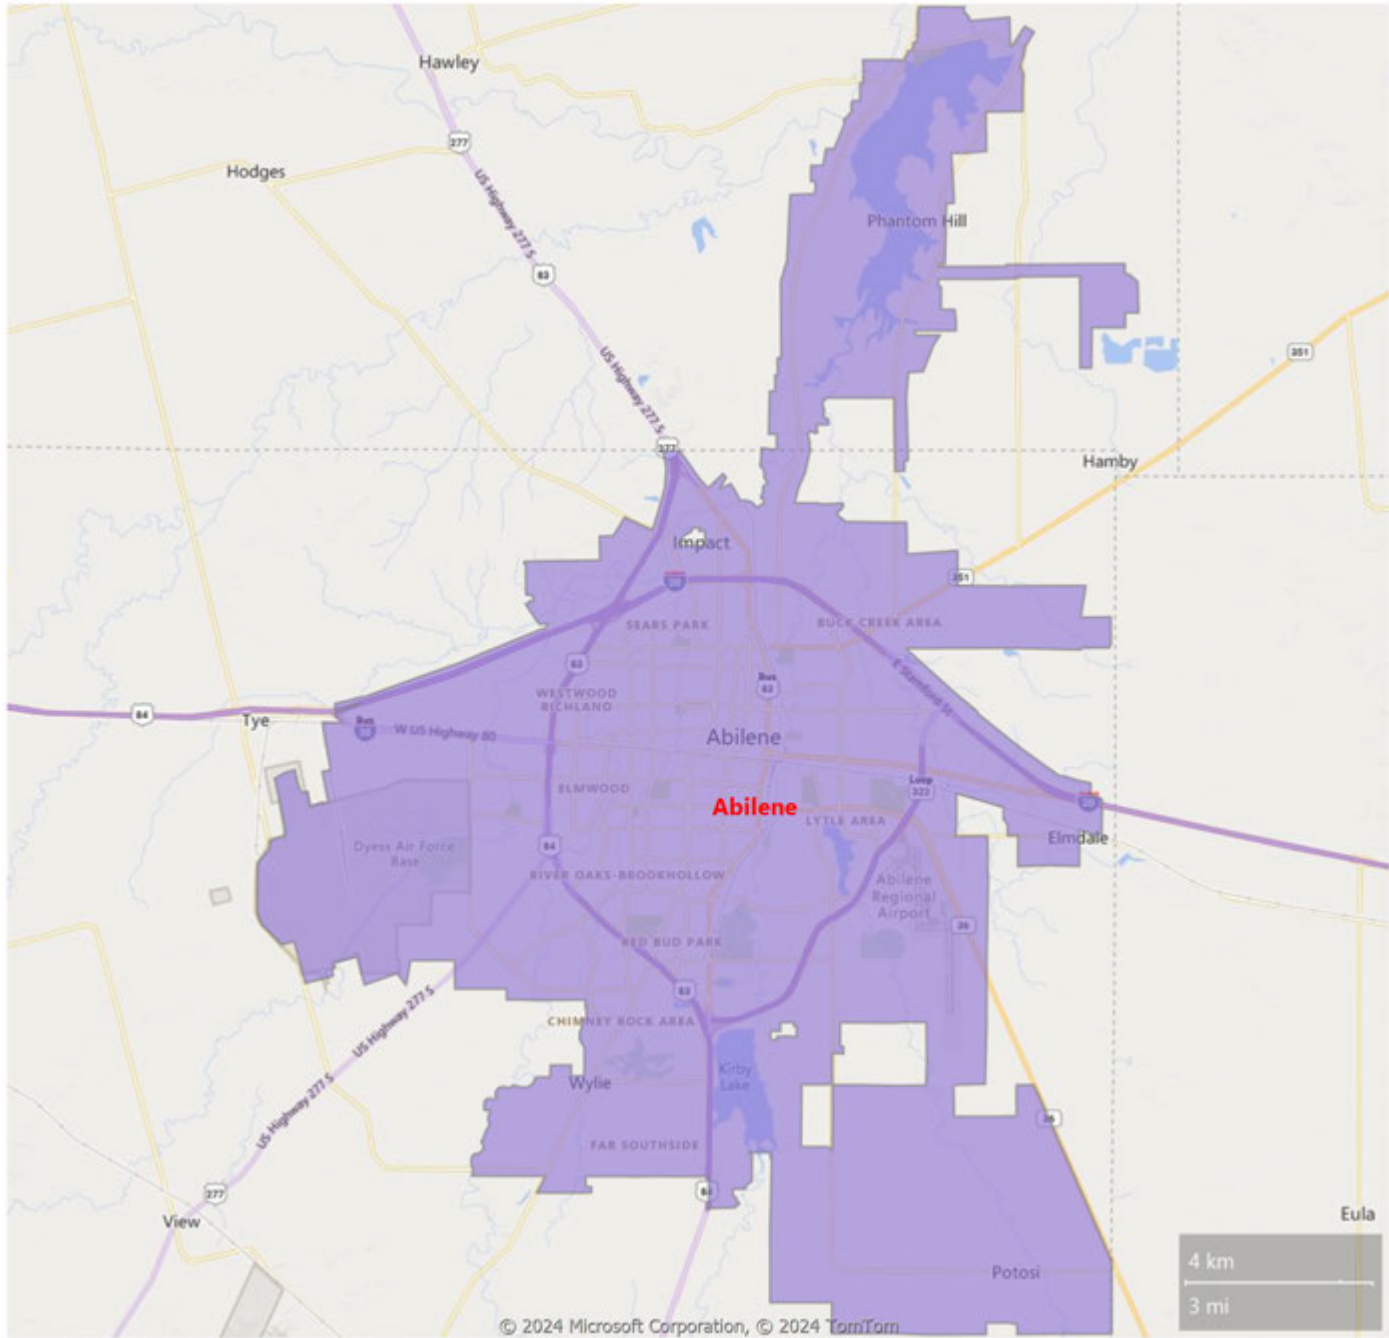 Hawley
277
Hodges
US Highway 277 S
Phantom Hill
83
351
US Highway 277 S
277
Hamby
Impact
351
20
SEARS PARK
BUCK CREEK AREA
83
E Stamford St
WESTWOOD
RICHLAND
Bus
83
84
Tye
Bus
20
W US Highway 80
Abilene
ELMWOOD
Loop
322
Abilene
LYTLE AREA
20
Elmdale
Dyess Air Force
Base
84
RIVER OAKS-BROOKHOLLOW
Abilene
Regional
Airport
36
RED BUD PARK
83
US Highway 277 S
CHIMNEY ROCK AREA
Kirby
Lake
Wylie
US Highway 277 S
36
FAR SOUTHSIDE
277
84
View
Eula
Potosi
4 km
3 mi
© 2024 Microsoft Corporation, © 2024 TomTom